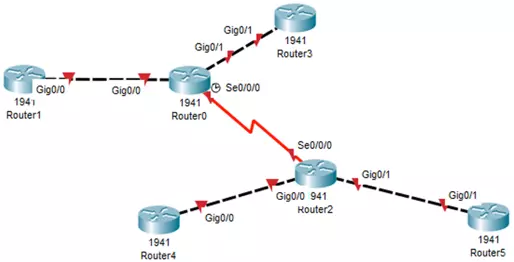 Gig0/1
1941
Router3
Gig0/1
Gig0/0
1941
Router1
Gig0/0
Se0/0/0
1941
Router0
Se0/0/0
Gig0/1
Gig0/1
Gig0/0
941
Router2
Gig0/0
1941
Router4
1941
Router5